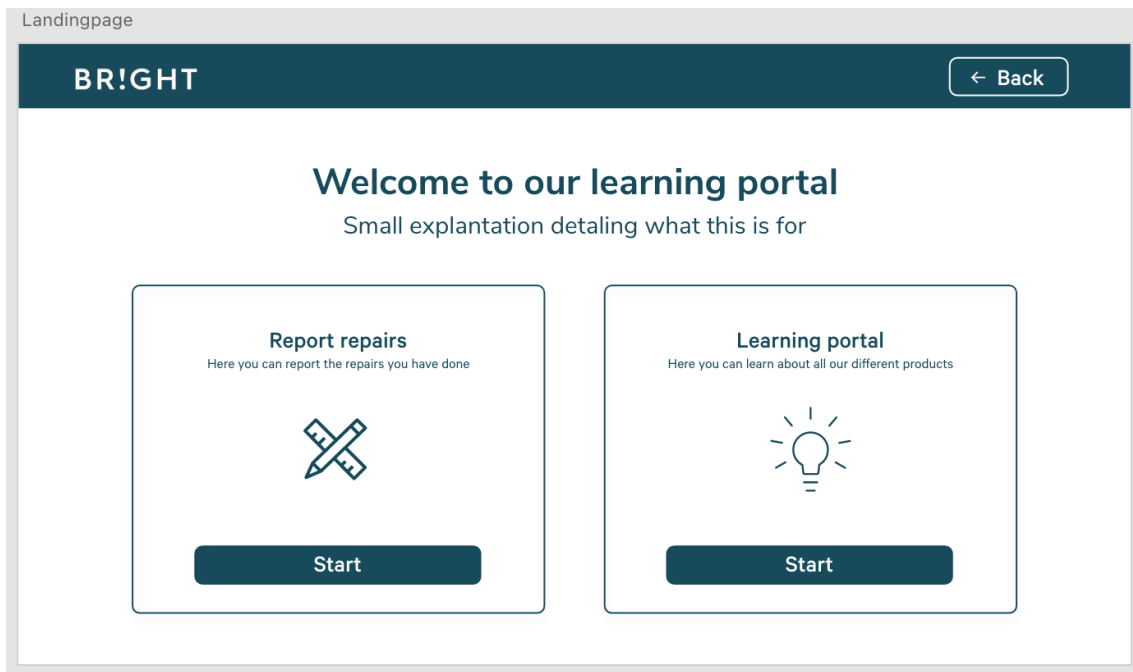 Landingpage
BR!GHT
← Back
Welcome to our learning portal
Small explantation detaling what this is for
Report repairs
Here you can report the repairs you have done
Start
Learning portal
Here you can learn about all our different products
Start